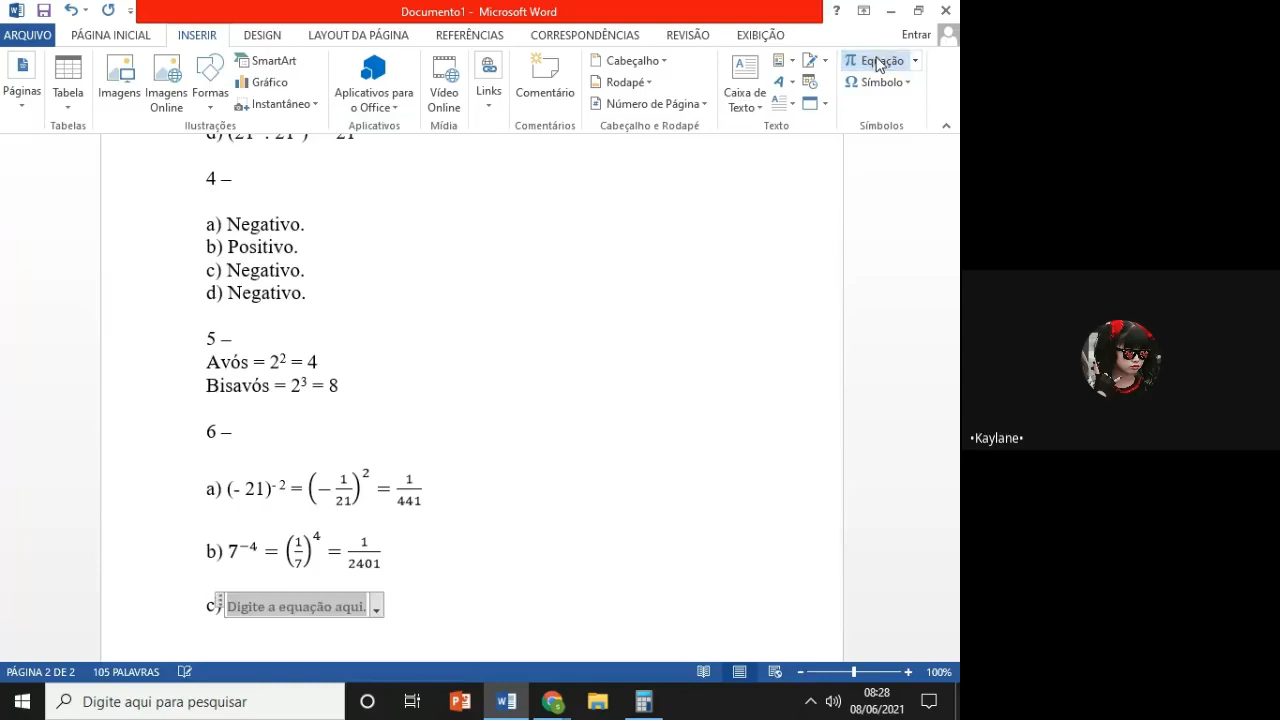 Documento1 - Microsoft Word
?
ARQUIVO PÁGINA INICIAL INSERIR DESIGN LAYOUT DA PÁGINA REFERÊNCIAS CORRESPONDÊNCIAS REVISÃO EXIBIÇÃO Entrar
Páginas
Tabela
Imagens
Imagens Online
Formas
SmartArt
Gráfico
Instantâneo
Aplicativos para o Office
Vídeo Online
Links
Comentário
Cabeçalho
Rodapé
Número de Página
Caixa de Texto
π Equação
Ω Símbolo
Tabelas Ilustrações Aplicativos Mídia Comentários Cabeçalho e Rodapé Texto Símbolos
4 –
a) Negativo.
b) Positivo.
c) Negativo.
d) Negativo.
5 –
Avós = 2² = 4
Bisavós = 2³ = 8
6 –
a) (- 21)⁻² = (−1/21)² = 1/441
b) 7⁻⁴ = (1/7)⁴ = 1/2401
c) Digite a equação aqui.
•Kaylane•
PÁGINA 2 DE 2 105 PALAVRAS 100%
Digite aqui para pesquisar
08:28
08/06/2021